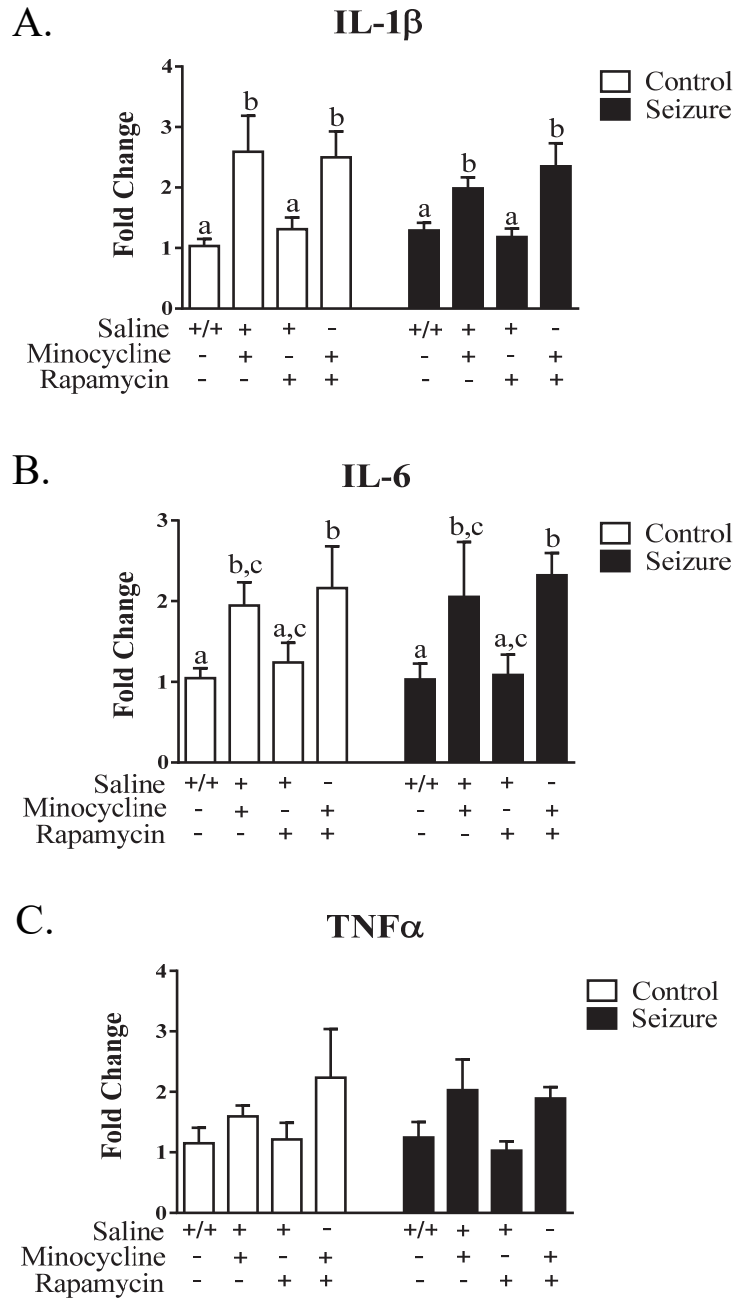 A.
IL-1β
Control
Seizure
Fold Change
4
3
2
1
0
a b a b a b a b
Saline +/+ + + - +/+ + + -
Minocycline - + - + - + - +
Rapamycin - - + + - - + +
B.
IL-6
Control
Seizure
Fold Change
3
2
1
0
a b,c a,c b a b,c a,c b
Saline +/+ + + - +/+ + + -
Minocycline - + - + - + - +
Rapamycin - - + + - - + +
C.
TNFα
Control
Seizure
Fold Change
4
3
2
1
0
Saline +/+ + + - +/+ + + -
Minocycline - + - + - + - +
Rapamycin - - + + - - + +